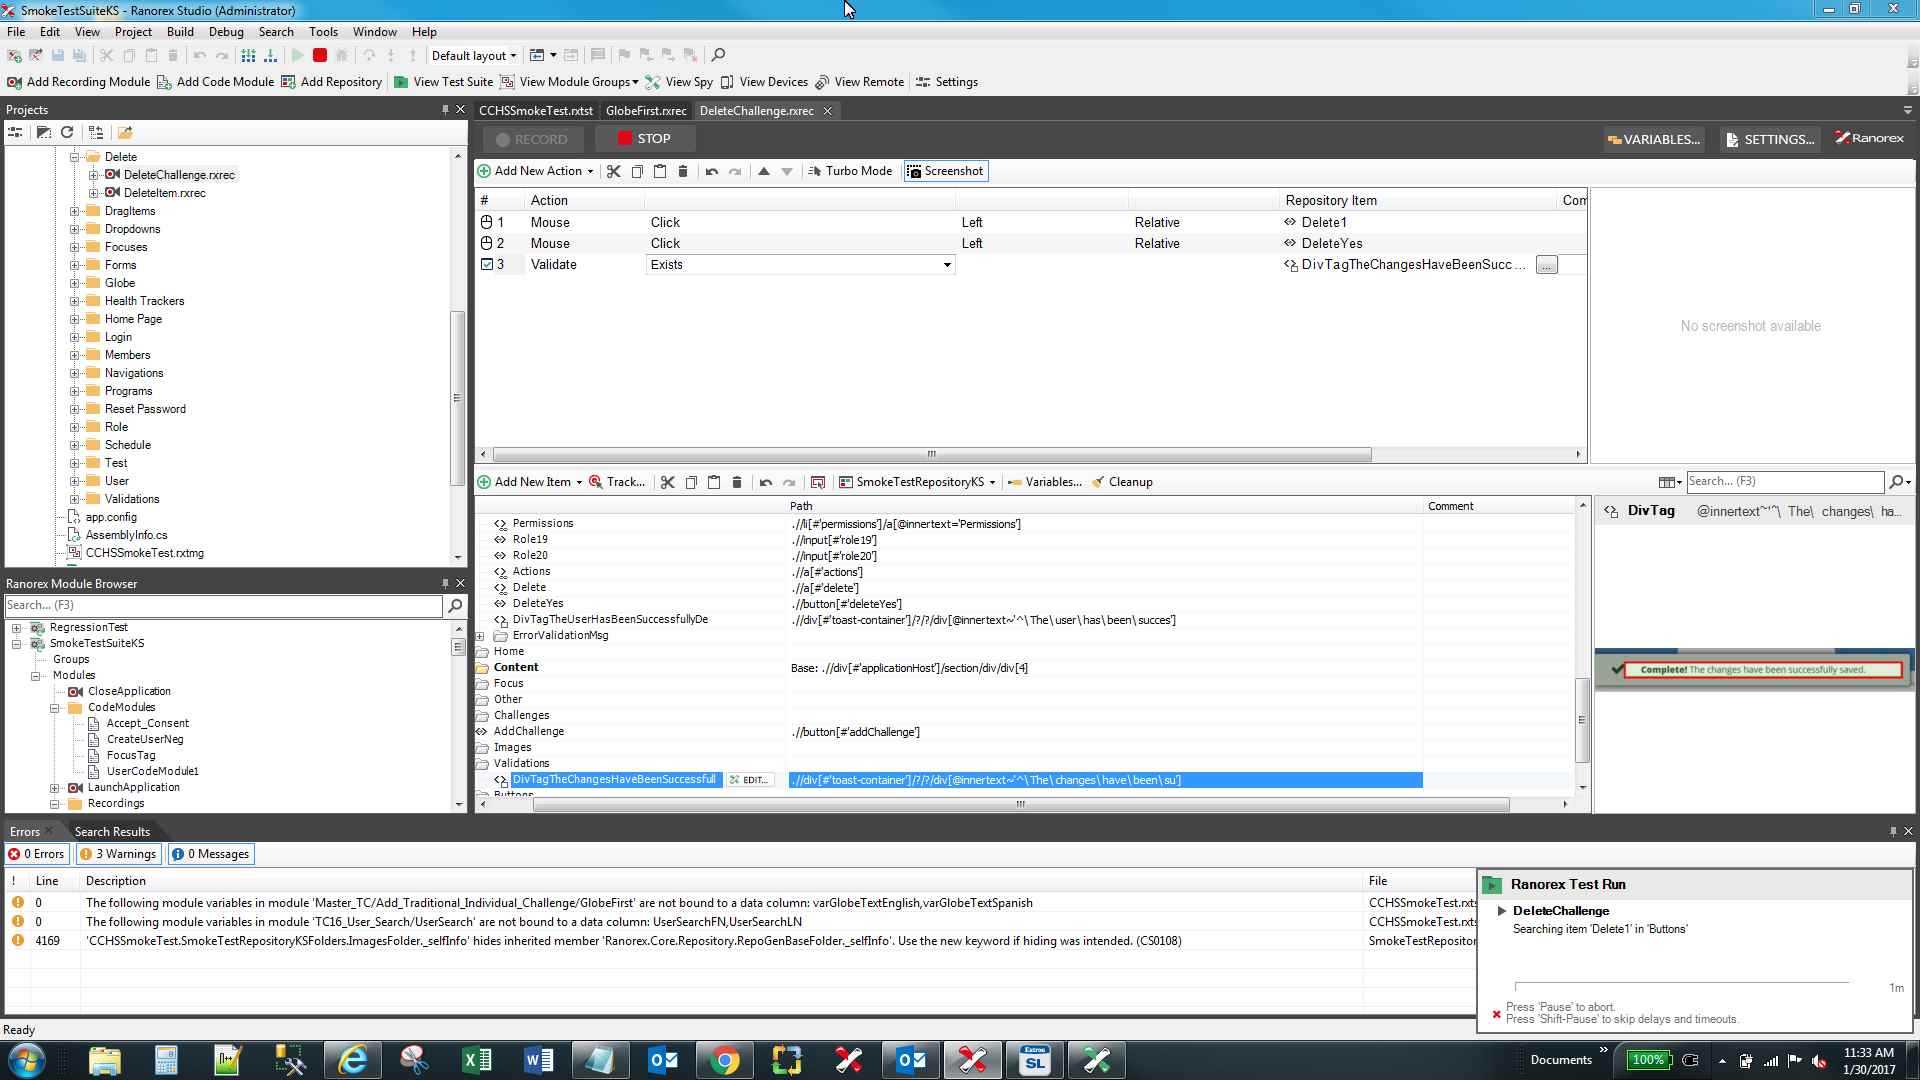 SmokeTestSuiteKS - Ranorex Studio (Administrator)
File Edit View Project Build Debug Search Tools Window Help
Default layout
Add Recording Module Add Code Module Add Repository View Test Suite View Module Groups View Spy View Devices View Remote Settings
Projects
Delete
DeleteChallenge.rxrec
DeleteItem.rxrec
DragItems
Dropdowns
Focuses
Forms
Globe
Health Trackers
Home Page
Login
Members
Navigations
Programs
Reset Password
Role
Schedule
Test
User
Validations
app.config
AssemblyInfo.cs
CCHSSmokeTest.rxtmg
Ranorex Module Browser
Search... (F3)
RegressionTest
SmokeTestSuiteKS
Groups
Modules
CloseApplication
CodeModules
Accept_Consent
CreateUserNeg
FocusTag
UserCodeModule1
LaunchApplication
Recordings
CCHSSmokeTest.rxtst GlobeFirst.rxrec DeleteChallenge.rxrec
RECORD STOP VARIABLES... SETTINGS... Ranorex
Add New Action Turbo Mode Screenshot
# Action Repository Item Com
1 Mouse Click Left Relative Delete1
2 Mouse Click Left Relative DeleteYes
3 Validate Exists DivTagTheChangesHaveBeenSucc ... ...
No screenshot available
Add New Item Track... SmokeTestRepositoryKS Variables... Cleanup Search... (F3)
Path Comment
Permissions .//li[#'permissions']/a[@innertext='Permissions']
Role19 .//input[#'role19']
Role20 .//input[#'role20']
Actions .//a[#'actions']
Delete .//a[#'delete']
DeleteYes .//button[#'deleteYes']
DivTagTheUserHasBeenSuccessfullyDe .//div[#'toast-container']/?/?/div[@innertext~'^\ The\ user\ has\ been\ succes']
ErrorValidationMsg
Home
Content Base: .//div[#'applicationHost']/section/div/div[4]
Focus
Other
Challenges
AddChallenge .//button[#'addChallenge']
Images
Validations
DivTagTheChangesHaveBeenSuccessfull EDIT... .//div[#'toast-container']/?/?/div[@innertext~'^\ The\ changes\ have\ been\ su']
Buttons
DivTag @innertext~'^\ The\ changes\ ha...
Complete! The changes have been successfully saved.
Errors Search Results
0 Errors 3 Warnings 0 Messages
! Line Description File
0 The following module variables in module 'Master_TC/Add_Traditional_Individual_Challenge/GlobeFirst' are not bound to a data column: varGlobeTextEnglish,varGlobeTextSpanish CCHSSmokeTest.rxts
0 The following module variables in module 'TC16_User_Search/UserSearch' are not bound to a data column: UserSearchFN,UserSearchLN CCHSSmokeTest.rxts
4169 'CCHSSmokeTest.SmokeTestRepositoryKSFolders.ImagesFolder._selfInfo' hides inherited member 'Ranorex.Core.Repository.RepoGenBaseFolder._selfInfo'. Use the new keyword if hiding was intended. (CS0108) SmokeTestRepositor
Ranorex Test Run
DeleteChallenge
Searching item 'Delete1' in 'Buttons'
1m
Press 'Pause' to abort.
Press 'Shift-Pause' to skip delays and timeouts.
Ready
Extron
SL
Documents
100%
11:33 AM
1/30/2017